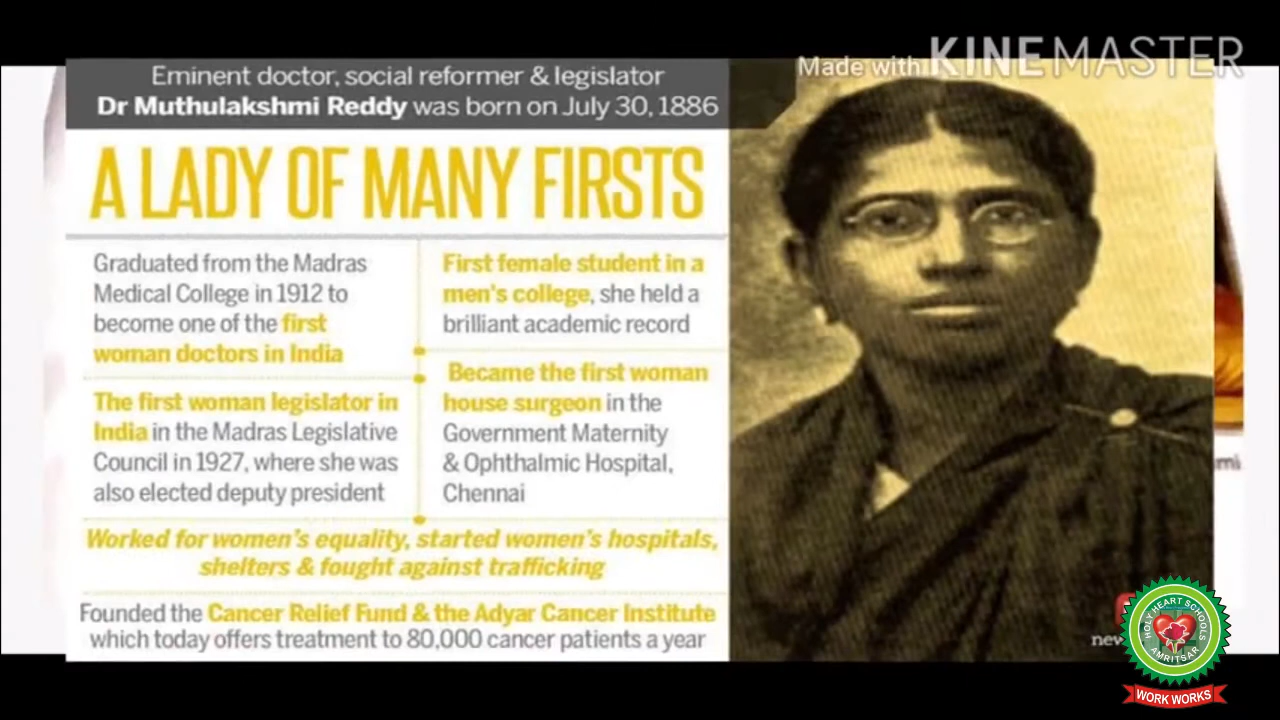 Made with KINEMASTER
Eminent doctor, social reformer & legislator
Dr Muthulakshmi Reddy was born on July 30, 1886
A LADY OF MANY FIRSTS
Graduated from the Madras
Medical College in 1912 to
become one of the first
woman doctors in India
First female student in a
men's college, she held a
brilliant academic record
The first woman legislator in
India in the Madras Legislative
Council in 1927, where she was
also elected deputy president
Became the first woman
house surgeon in the
Government Maternity
& Ophthalmic Hospital,
Chennai
Worked for women's equality, started women's hospitals,
shelters & fought against trafficking
Founded the Cancer Relief Fund & the Adyar Cancer Institute
which today offers treatment to 80,000 cancer patients a year
HOLY HEART SCHOOLS
AMRITSAR
WORK WORKS